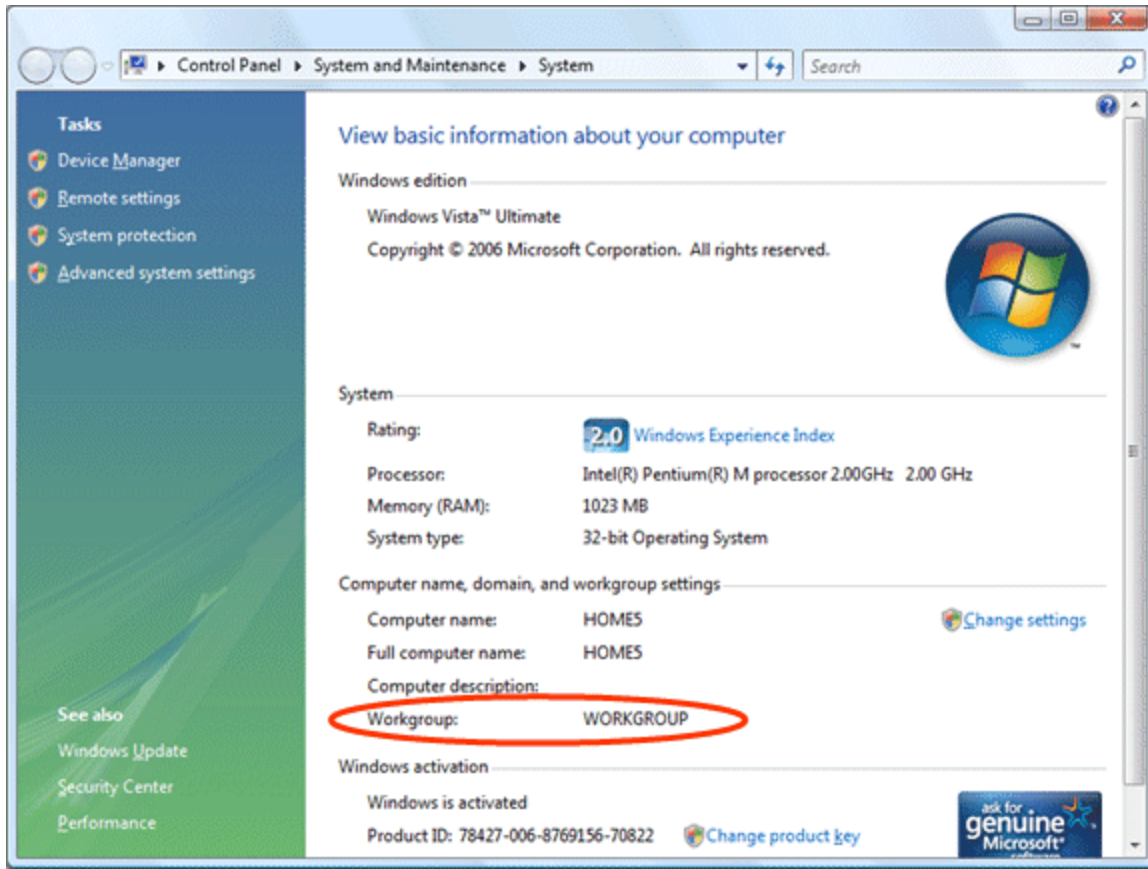 Control Panel ▸ System and Maintenance ▸ System
Search
Tasks
Device Manager
Remote settings
System protection
Advanced system settings
See also
Windows Update
Security Center
Performance
View basic information about your computer
Windows edition
Windows Vista™ Ultimate
Copyright © 2006 Microsoft Corporation. All rights reserved.
TM
System
Rating:
2.0 Windows Experience Index
Processor: Intel(R) Pentium(R) M processor 2.00GHz 2.00 GHz
Memory (RAM): 1023 MB
System type: 32-bit Operating System
Computer name, domain, and workgroup settings
Computer name: HOME5
Change settings
Full computer name: HOME5
Computer description:
Workgroup: WORKGROUP
Windows activation
Windows is activated
Product ID: 78427-006-8769156-70822
Change product key
ask for
genuine
Microsoft®
software